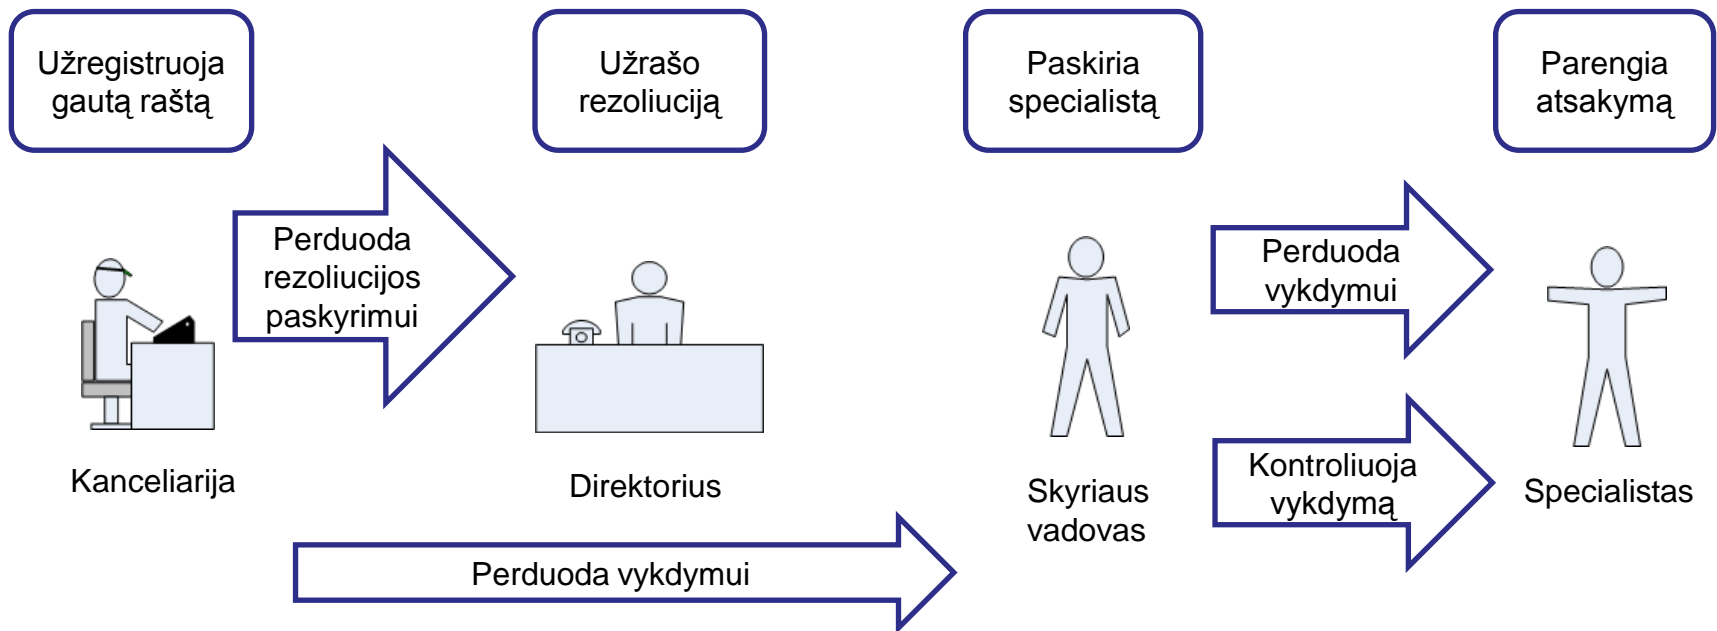 Užregistruoja
gautą raštą
Užrašo
rezoliuciją
Paskiria
specialistą
Parengia
atsakymą
Perduoda
rezoliucijos
paskyrimui
Perduoda
vykdymui
Kanceliarija
Direktorius
Skyriaus
vadovas
Kontroliuoja
vykdymą
Specialistas
Perduoda vykdymui